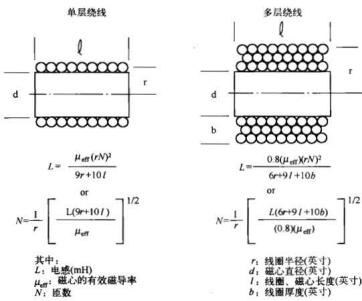 单层绕线
多层绕线
ℓ
ℓ
r
r
d
d
b
L= μeff(rN)² / 9r+10l
L= 0.8(μeff)(rN)² / 6r+9l+10b
or
or
N= 1/r [ L(9r+10l) / μeff ]^1/2
N= 1/r [ L(6r+9l+10b) / (0.8)(μeff) ]^1/2
其中:
L: 电感(mH)
μeff: 磁心的有效磁导率
N: 匝数
r: 线圈半径(英寸)
d: 磁心直径(英寸)
l: 线圈、磁心长度(英寸)
b: 线圈厚度(英寸)